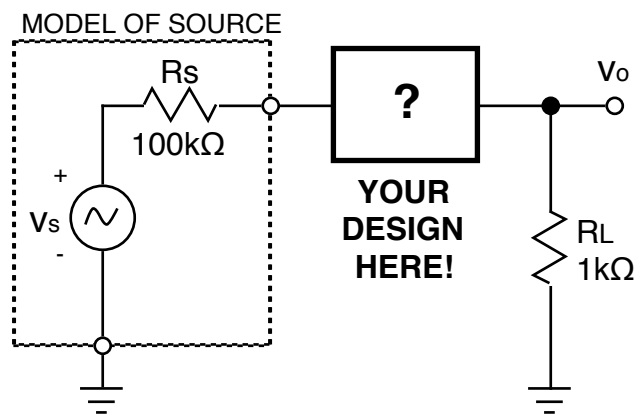 MODEL OF SOURCE
Rs
100kΩ
+
vs
-
?
YOUR
DESIGN
HERE!
vo
RL
1kΩ